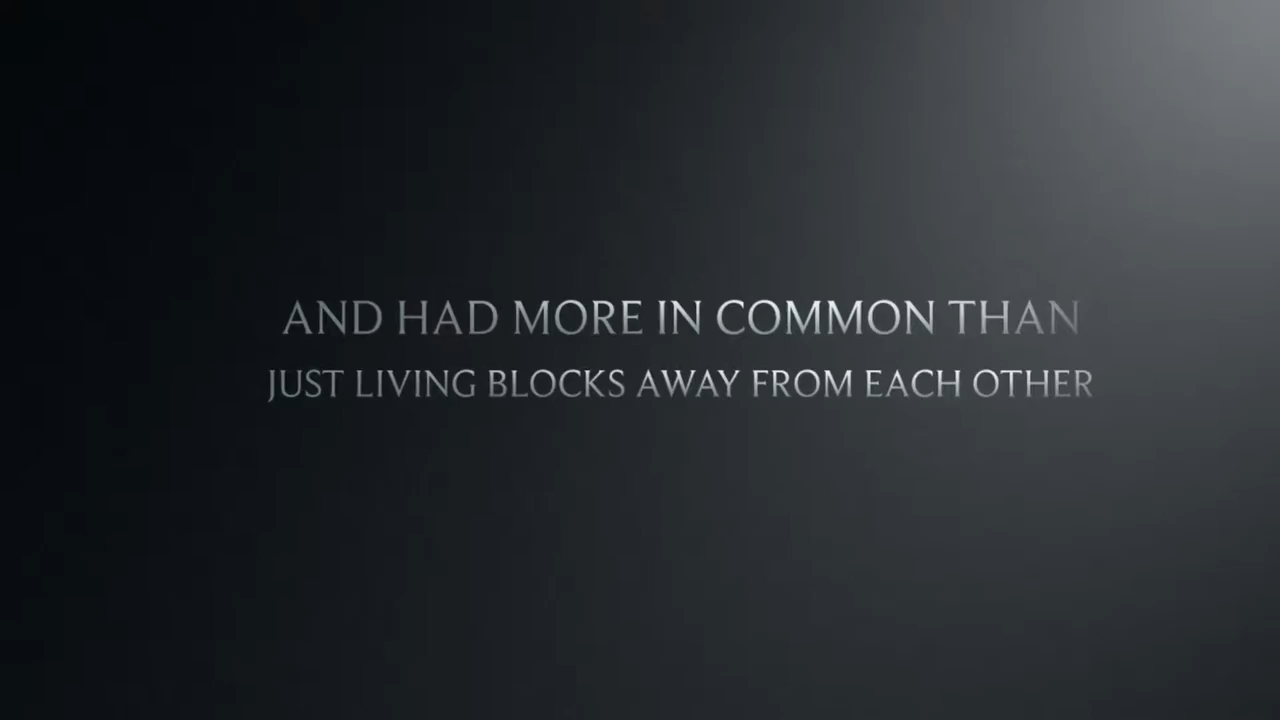 AND HAD MORE IN COMMON THAN
JUST LIVING BLOCKS AWAY FROM EACH OTHER